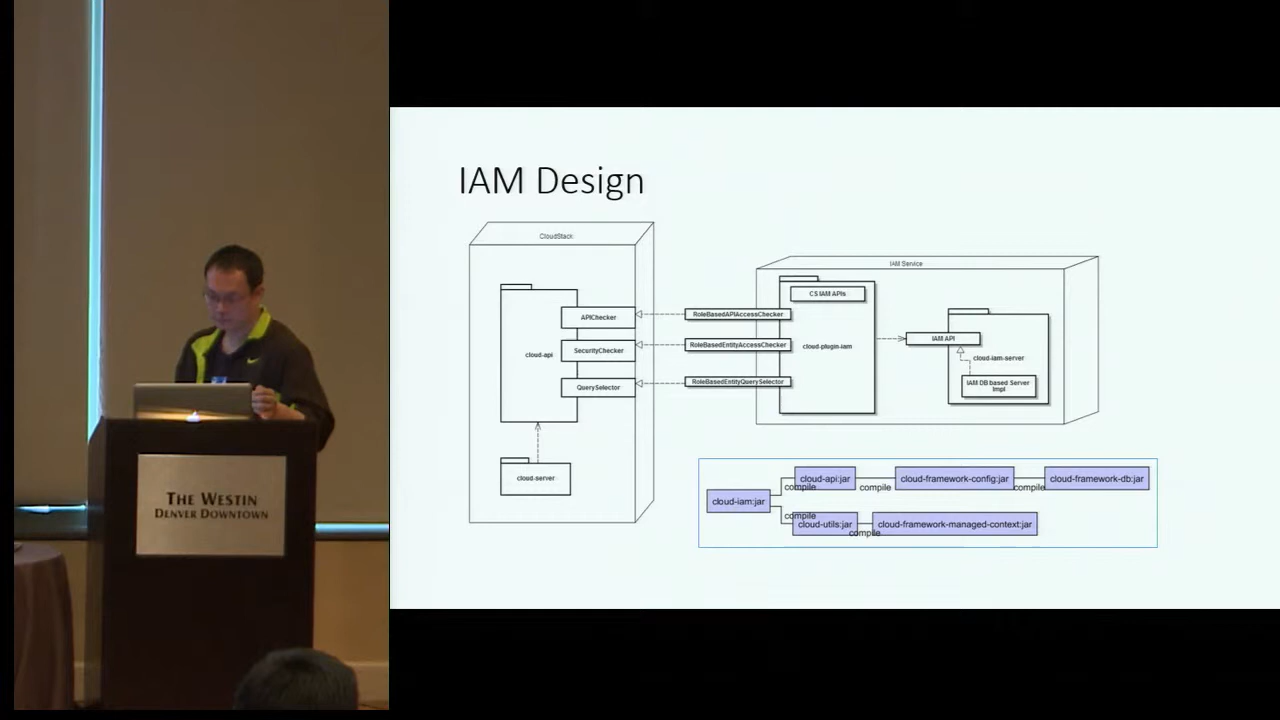 IAM Design
CloudStack
cloud-api
APIChecker
SecurityChecker
QuerySelector
cloud-server
RoleBasedAPIAccessChecker
RoleBasedEntityAccessChecker
RoleBasedEntityQuerySelector
IAM Service
CS IAM APIs
cloud-plugin-iam
IAM API
cloud-iam-server
IAM DB based Server
Impl
cloud-iam:jar
compile
cloud-api:jar
compile
cloud-framework-config:jar
compile
cloud-framework-db:jar
compile
cloud-utils:jar
compile
cloud-framework-managed-context:jar
THE WESTIN
DENVER DOWNTOWN